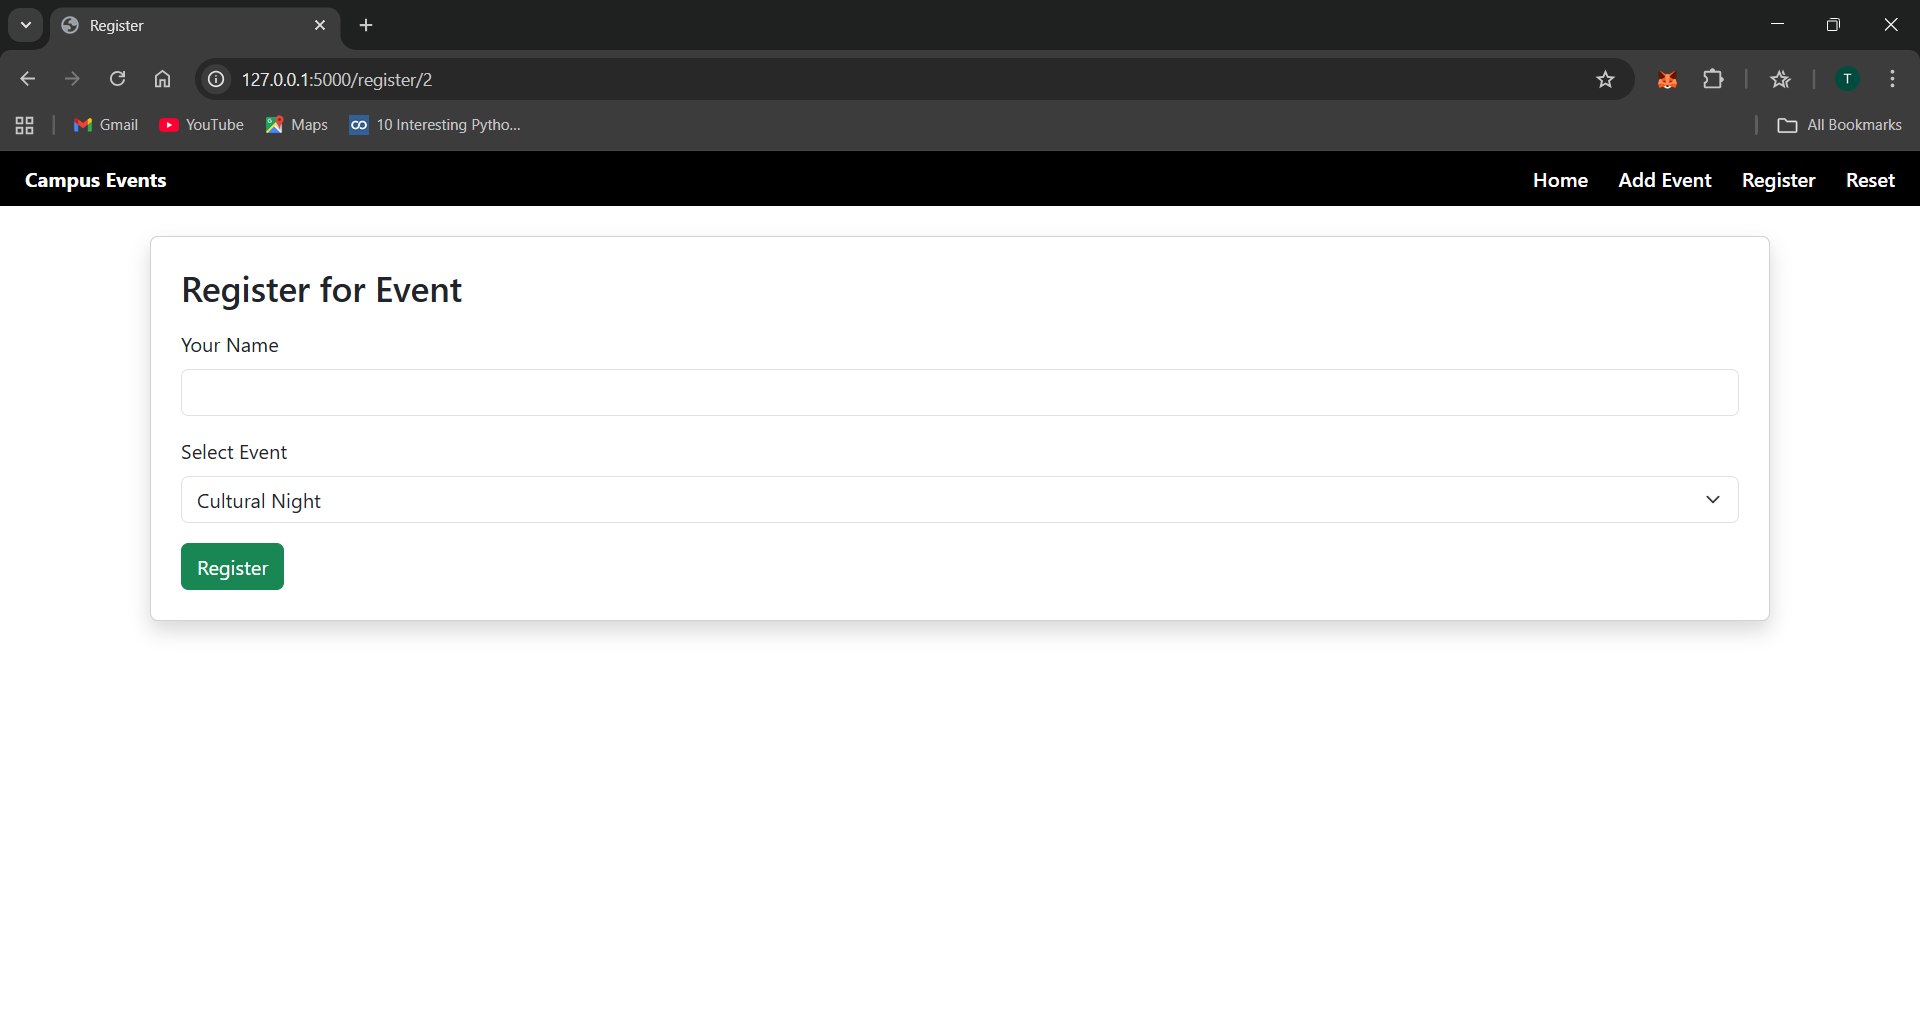 Register
127.0.0.1:5000/register/2
T
Gmail YouTube Maps 10 Interesting Pytho... All Bookmarks
Campus Events Home Add Event Register Reset
Register for Event
Your Name
Select Event
Cultural Night
Register